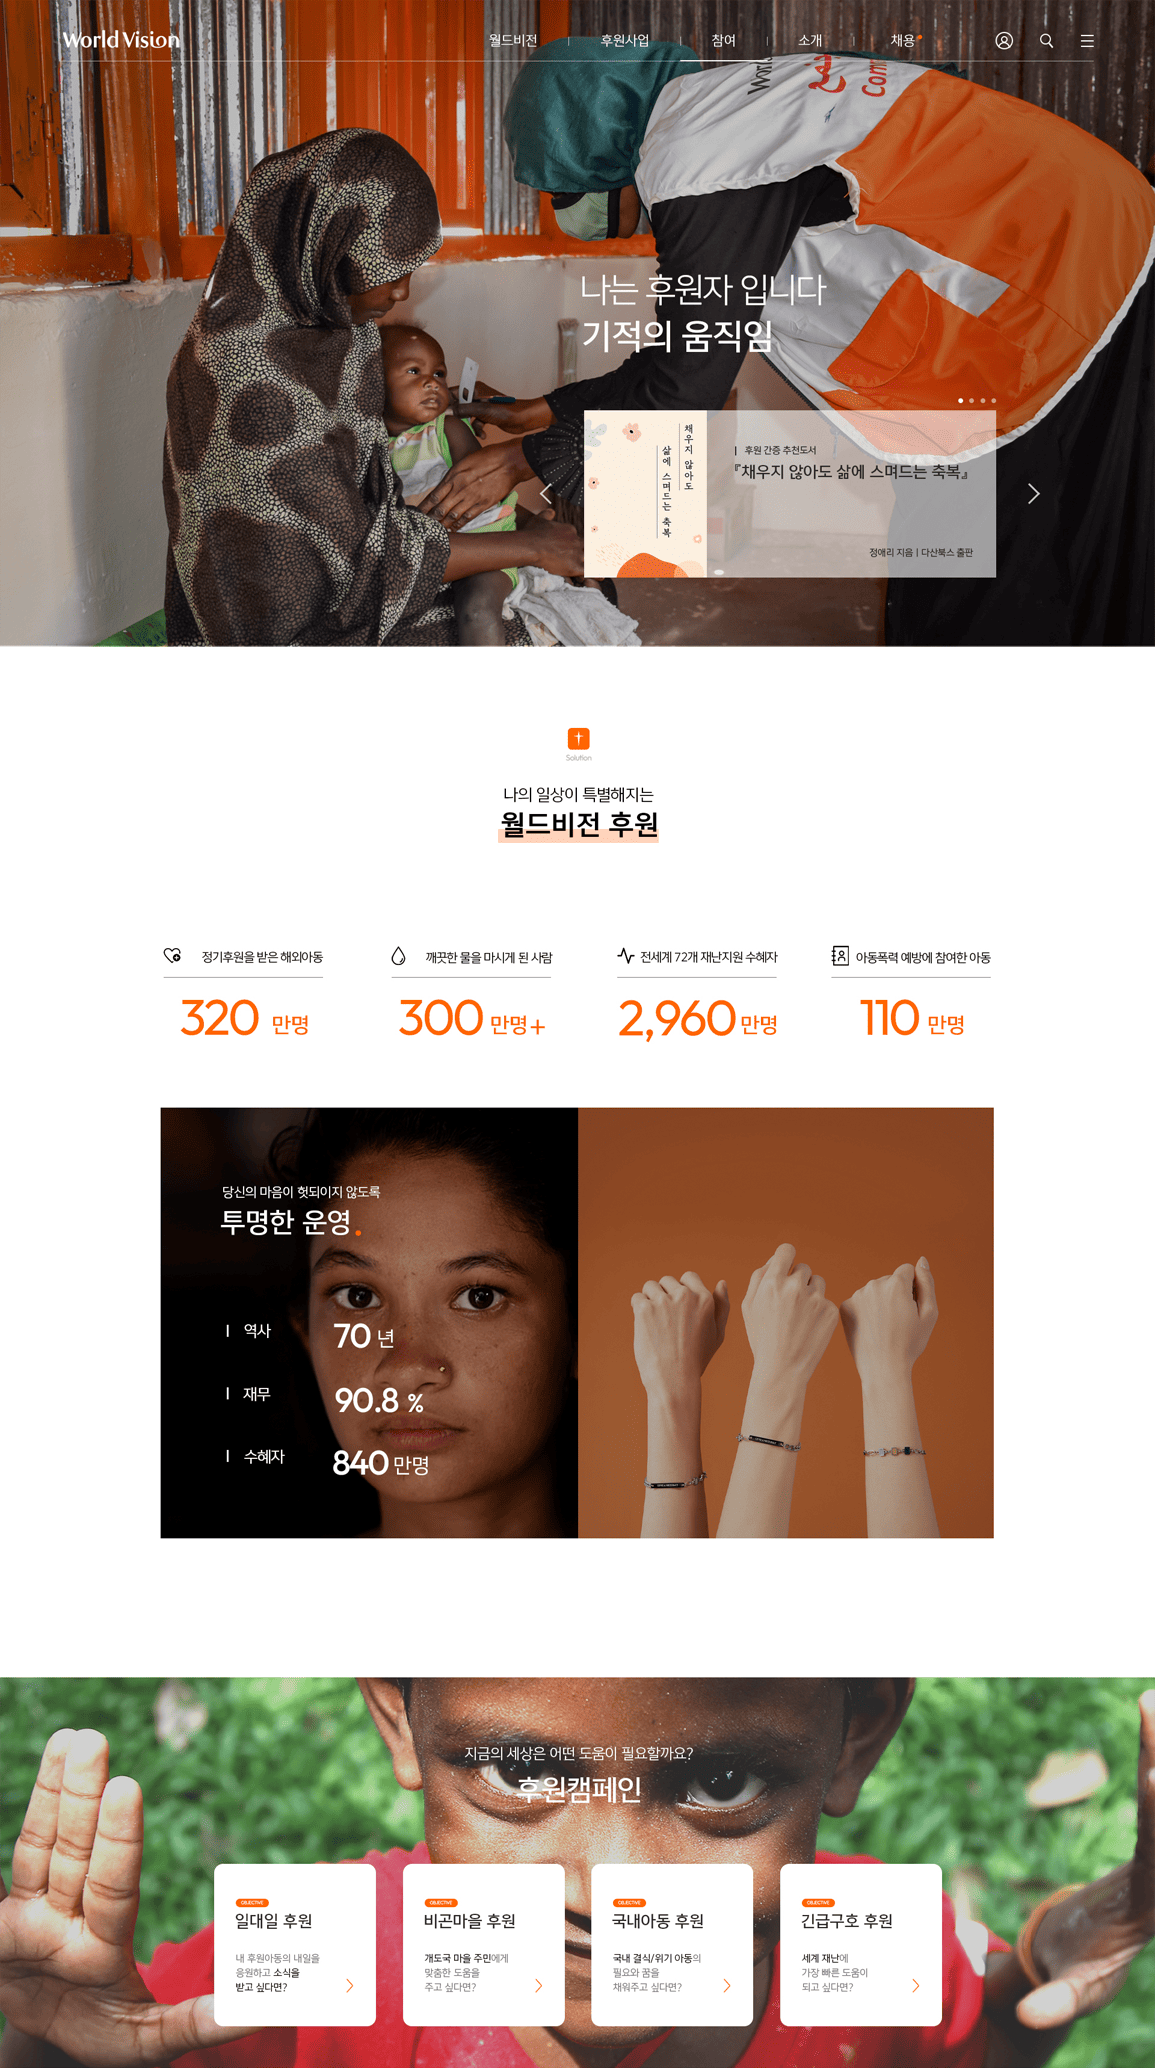 World Vision
월드비전
후원사업
참여
소개
채용
나는 후원자 입니다
기적의 움직임
채우지 않아도
삶에 스며드는 축복
후원 간증 추천도서
『채우지 않아도 삶에 스며드는 축복』
정애리 지음 | 다산북스 출판
Solution
나의 일상이 특별해지는
월드비전 후원
정기후원을 받은 해외아동
320 만명
깨끗한 물을 마시게 된 사람
300 만명+
전세계 72개 재난지원 수혜자
2,960 만명
아동폭력 예방에 참여한 아동
110 만명
당신의 마음이 헛되이지 않도록
투명한 운영.
역사
70 년
재무
90.8 %
수혜자
840 만명
지금의 세상은 어떤 도움이 필요할까요?
후원캠페인
OBJECTIVE
일대일 후원
내 후원아동의 내일을
응원하고 소식을
받고 싶다면?
OBJECTIVE
비곤마을 후원
개도국 마을 주민에게
맞춤한 도움을
주고 싶다면?
OBJECTIVE
국내아동 후원
국내 결식/위기 아동의
필요와 꿈을
채워주고 싶다면?
OBJECTIVE
긴급구호 후원
세계 재난에
가장 빠른 도움이
되고 싶다면?